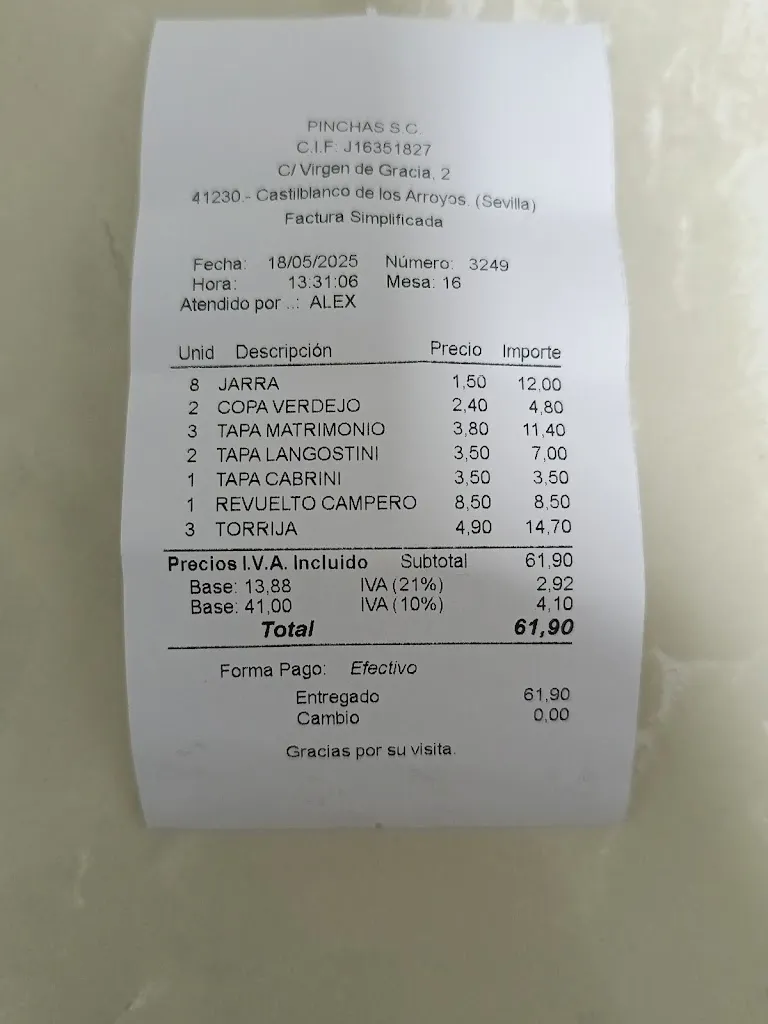 PINCHAS S.C.
C.I.F: J16351827
C/ Virgen de Gracia, 2
41230.- Castilblanco de los Arroyos. (Sevilla)
Factura Simplificada
Fecha: 18/05/2025 Número: 3249
Hora: 13:31:06 Mesa: 16
Atendido por ..: ALEX
Unid Descripción Precio Importe
8 JARRA 1,50 12,00
2 COPA VERDEJO 2,40 4,80
3 TAPA MATRIMONIO 3,80 11,40
2 TAPA LANGOSTINI 3,50 7,00
1 TAPA CABRINI 3,50 3,50
1 REVUELTO CAMPERO 8,50 8,50
3 TORRIJA 4,90 14,70
Precios I.V.A. Incluido Subtotal 61,90
Base: 13,88 IVA (21%) 2,92
Base: 41,00 IVA (10%) 4,10
Total 61,90
Forma Pago: Efectivo
Entregado 61,90
Cambio 0,00
Gracias por su visita.